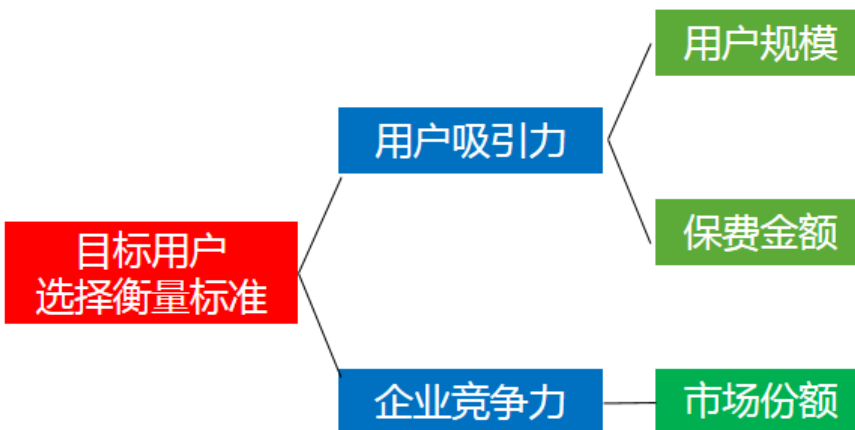 用户规模
用户吸引力
保费金额
目标用户
选择衡量标准
企业竞争力
市场份额